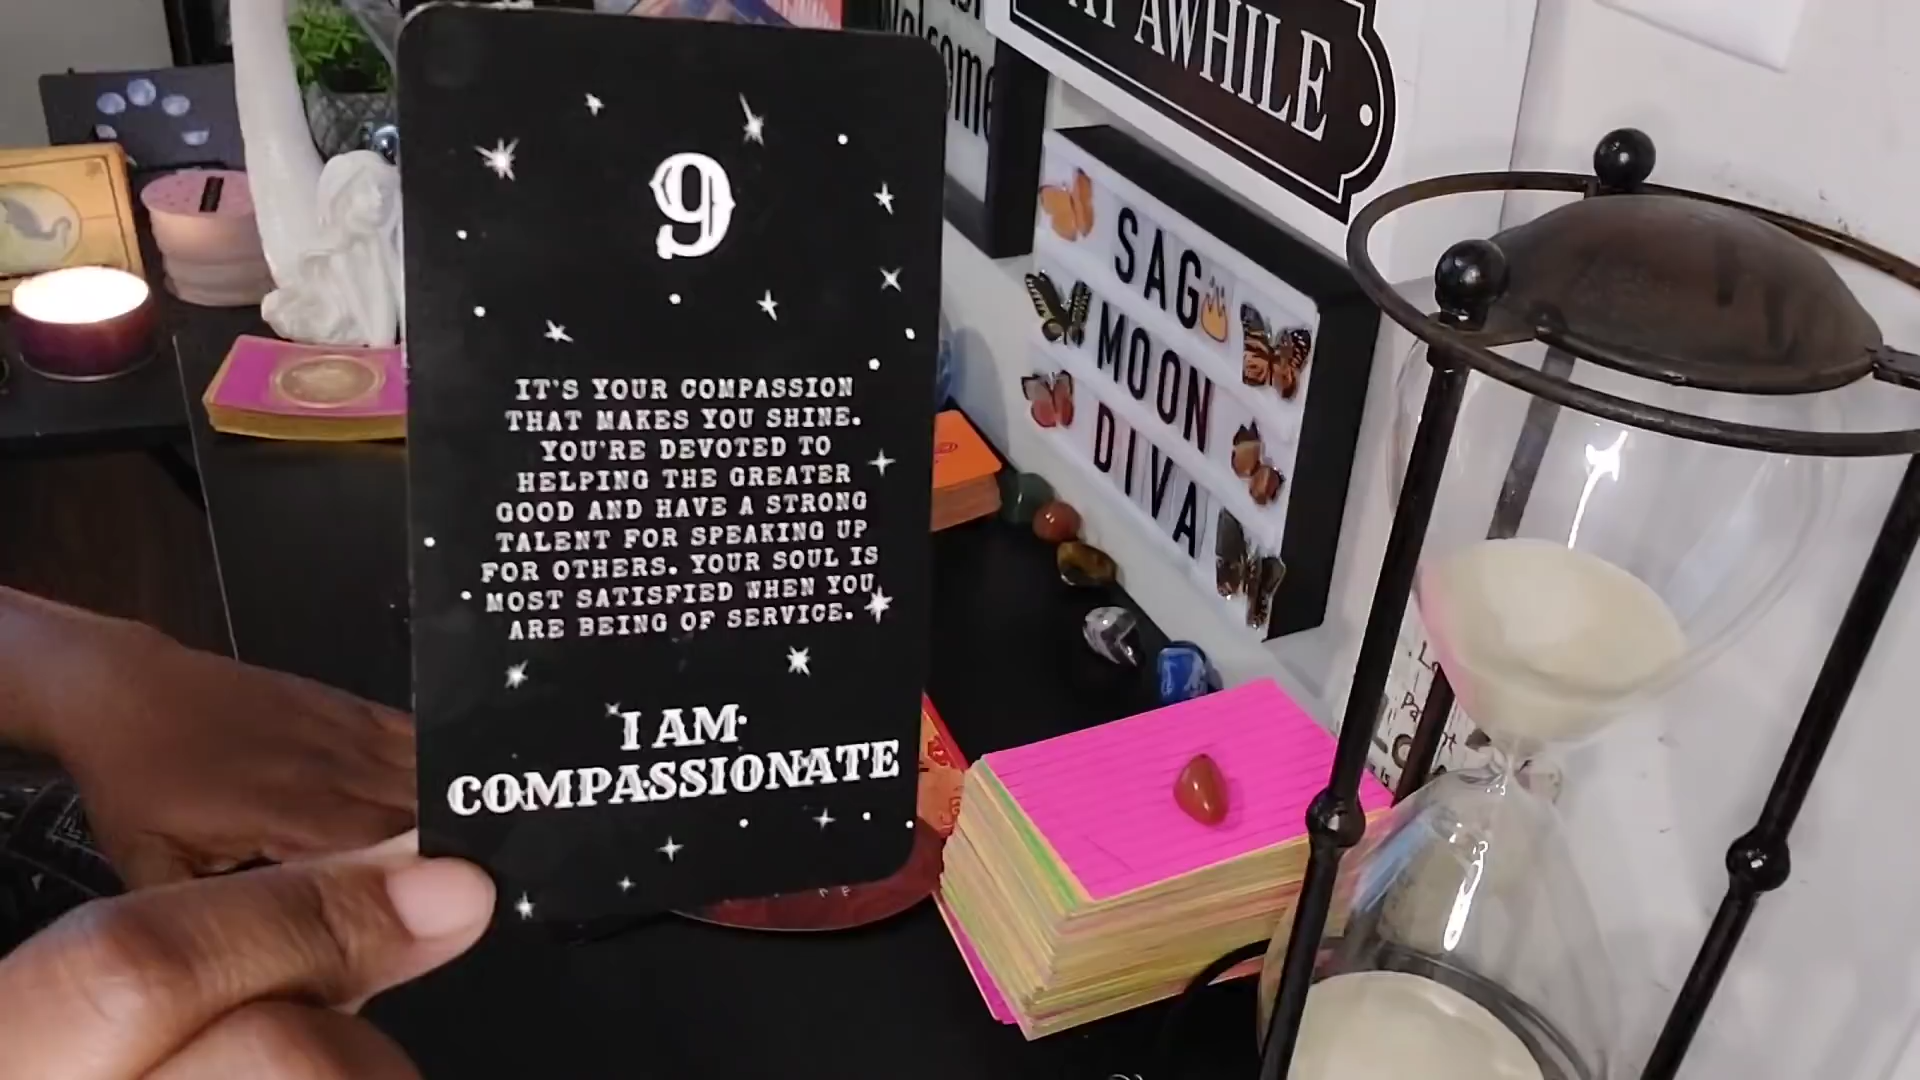 9
IT'S YOUR COMPASSION
THAT MAKES YOU SHINE.
YOU'RE DEVOTED TO
HELPING THE GREATER
GOOD AND HAVE A STRONG
TALENT FOR SPEAKING UP
FOR OTHERS. YOUR SOUL IS
MOST SATISFIED WHEN YOU
ARE BEING OF SERVICE.
I AM
COMPASSIONATE
AWHILE
SAG
MOON
DIVA